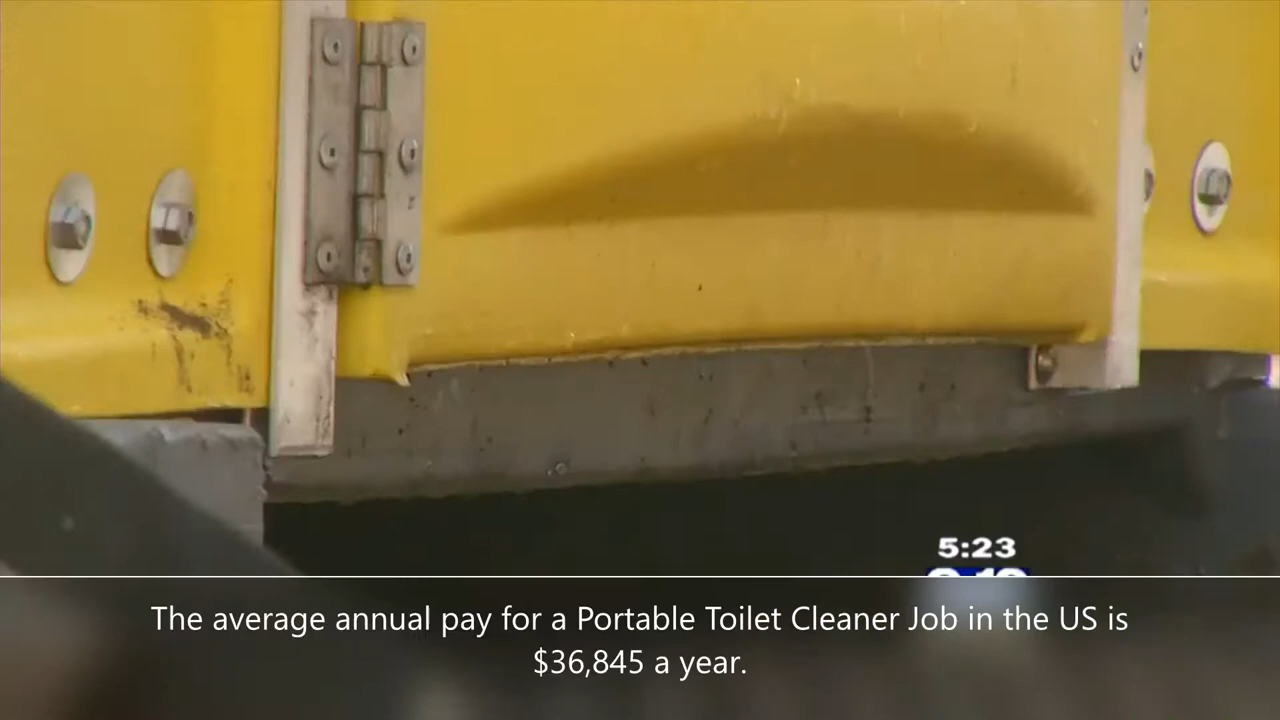 5:23
The average annual pay for a Portable Toilet Cleaner Job in the US is
$36,845 a year.